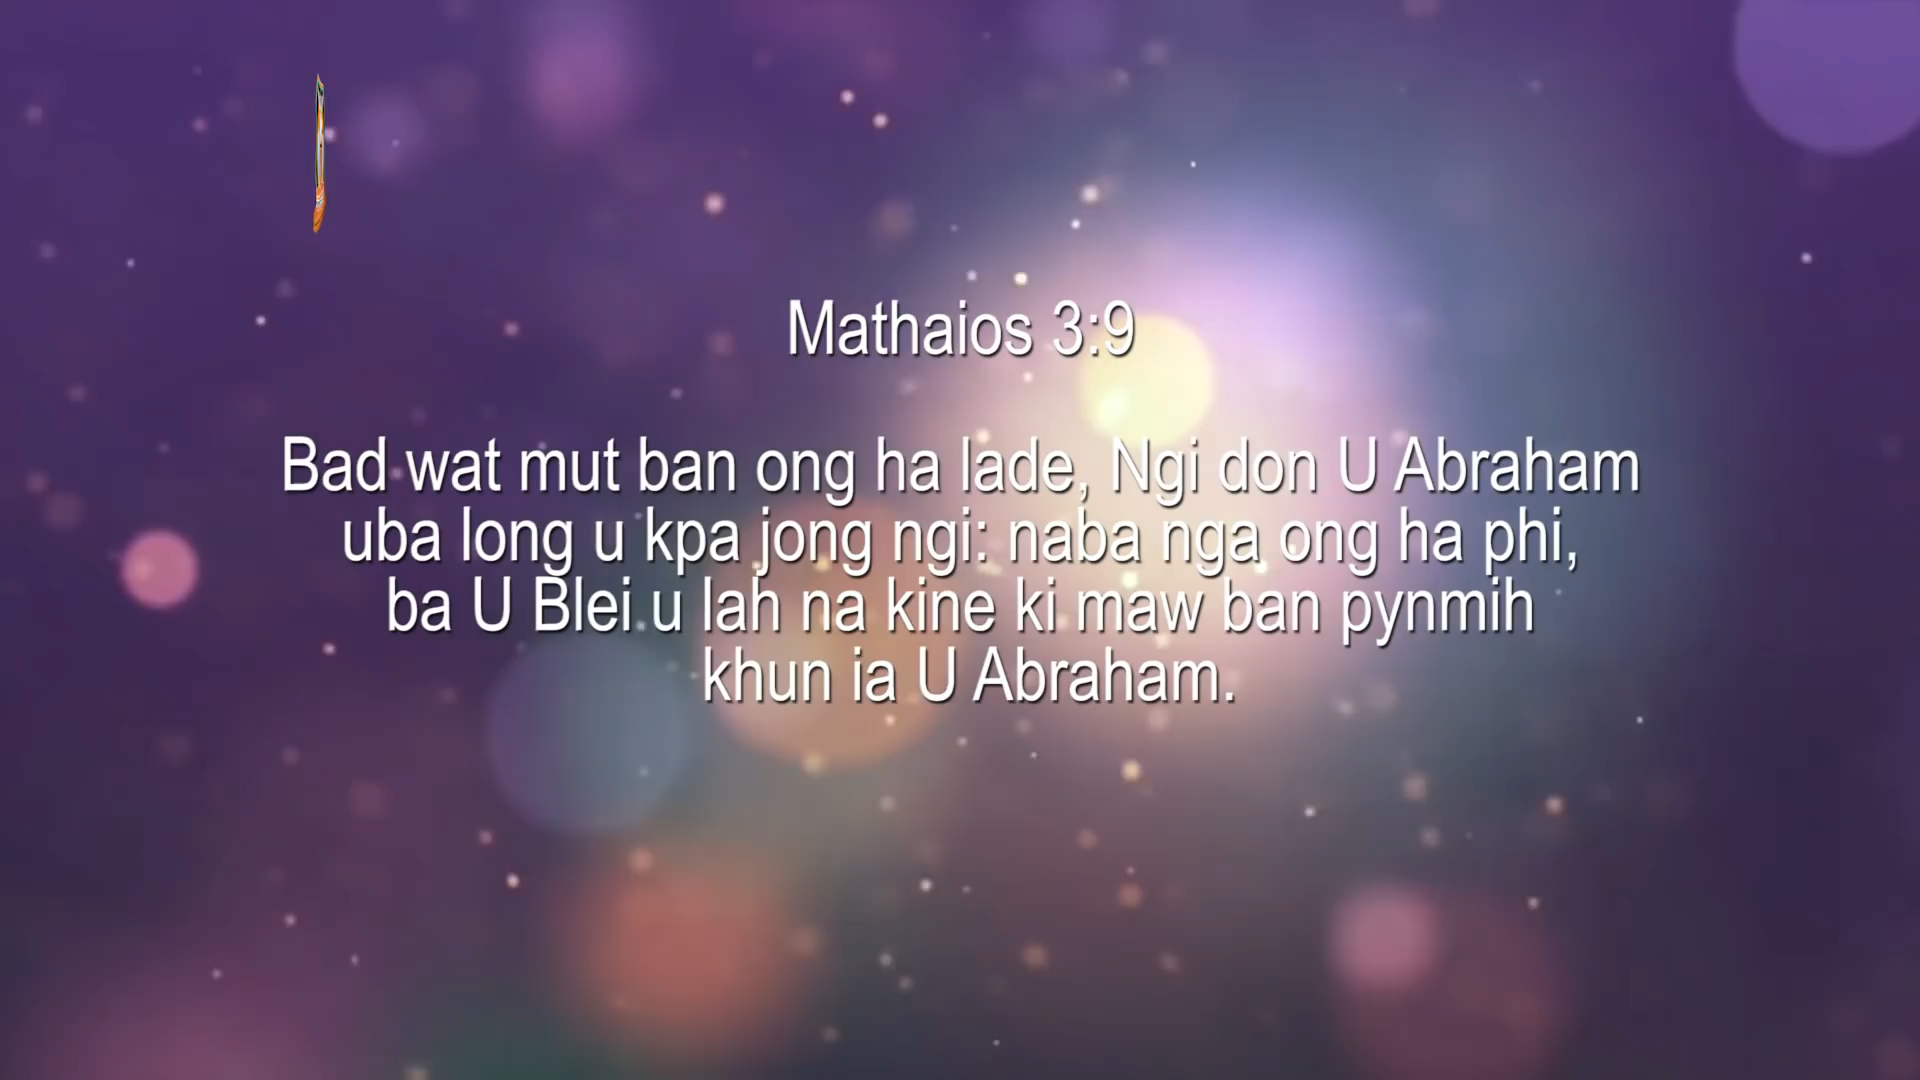 Mathaios 3:9
Bad wat mut ban ong ha lade, Ngi don U Abraham
uba long u kpa jong ngi: naba nga ong ha phi,
ba U Blei u lah na kine ki maw ban pynmih
khun ia U Abraham.